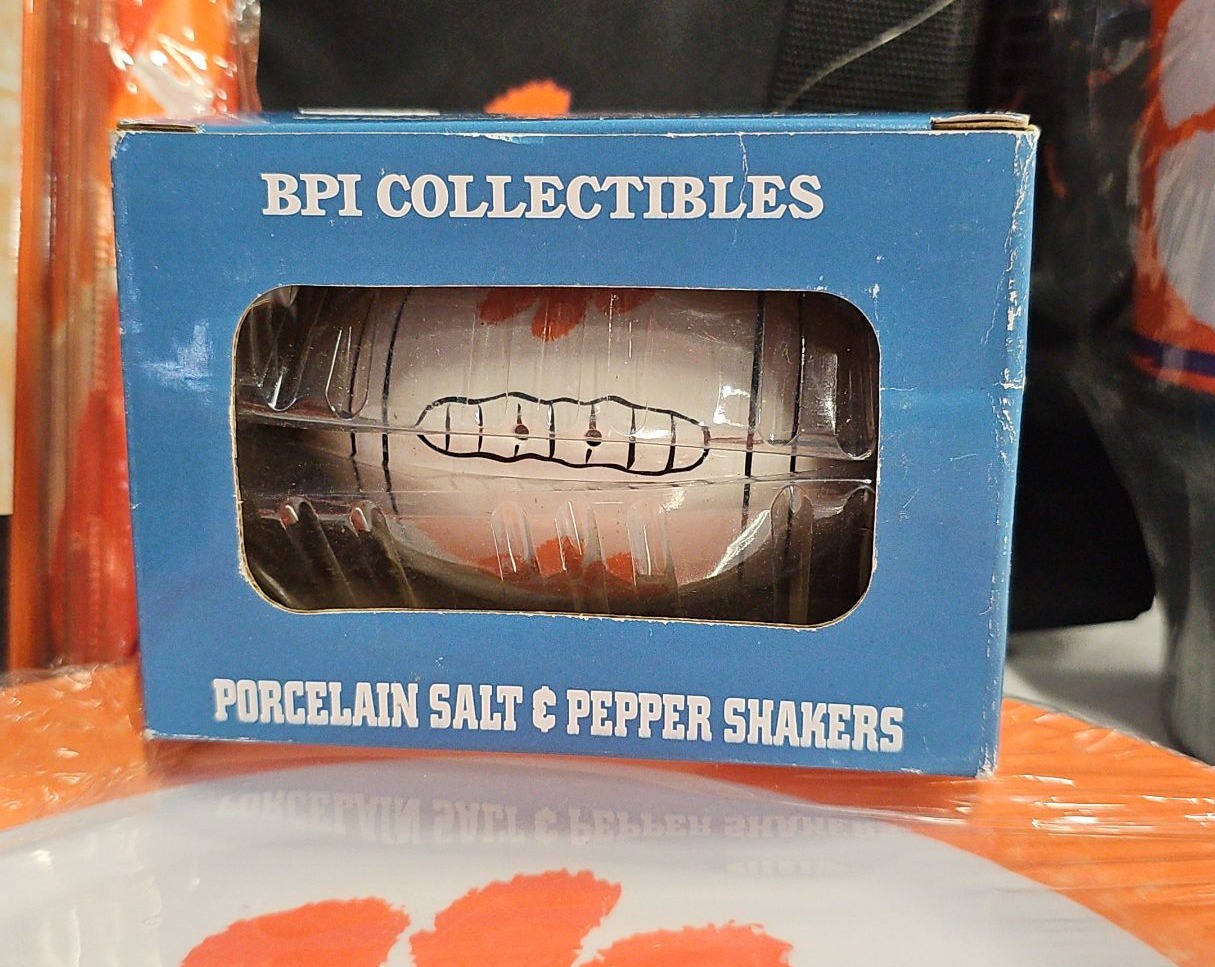 BPI COLLECTIBLES
PORCELAIN SALT & PEPPER SHAKERS